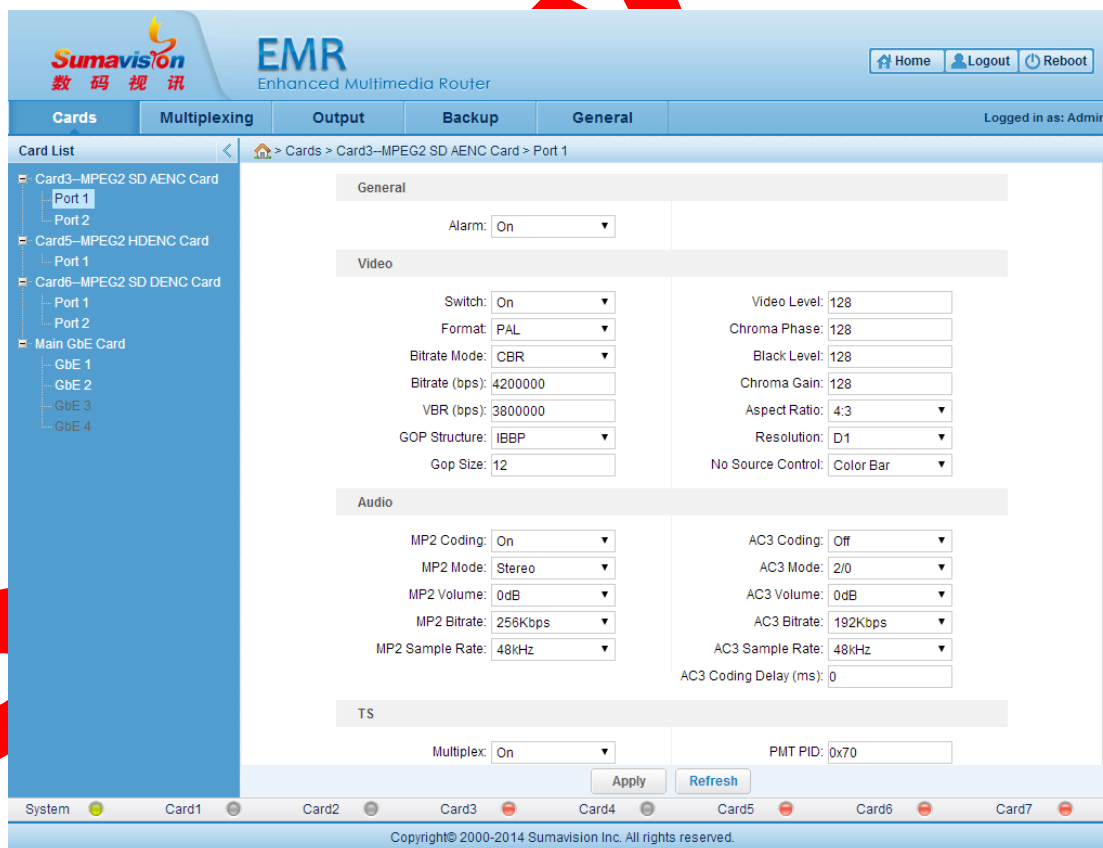 Sumavision
数码视讯
EMR
Enhanced Multimedia Router
Home Logout Reboot
Cards Multiplexing Output Backup General Logged in as: Admin
Card List
> Cards > Card3--MPEG2 SD AENC Card > Port 1
Card3--MPEG2 SD AENC Card
Port 1
Port 2
Card5--MPEG2 HDENC Card
Port 1
Card6--MPEG2 SD DENC Card
Port 1
Port 2
Main GbE Card
GbE 1
GbE 2
GbE 3
GbE 4
General
Alarm: On
Video
Switch: On Video Level: 128
Format: PAL Chroma Phase: 128
Bitrate Mode: CBR Black Level: 128
Bitrate (bps): 4200000 Chroma Gain: 128
VBR (bps): 3800000 Aspect Ratio: 4:3
GOP Structure: IBBP Resolution: D1
Gop Size: 12 No Source Control: Color Bar
Audio
MP2 Coding: On AC3 Coding: Off
MP2 Mode: Stereo AC3 Mode: 2/0
MP2 Volume: 0dB AC3 Volume: 0dB
MP2 Bitrate: 256Kbps AC3 Bitrate: 192Kbps
MP2 Sample Rate: 48kHz AC3 Sample Rate: 48kHz
AC3 Coding Delay (ms): 0
TS
Multiplex: On PMT PID: 0x70
Apply Refresh
System Card1 Card2 Card3 Card4 Card5 Card6 Card7
Copyright© 2000-2014 Sumavision Inc. All rights reserved.